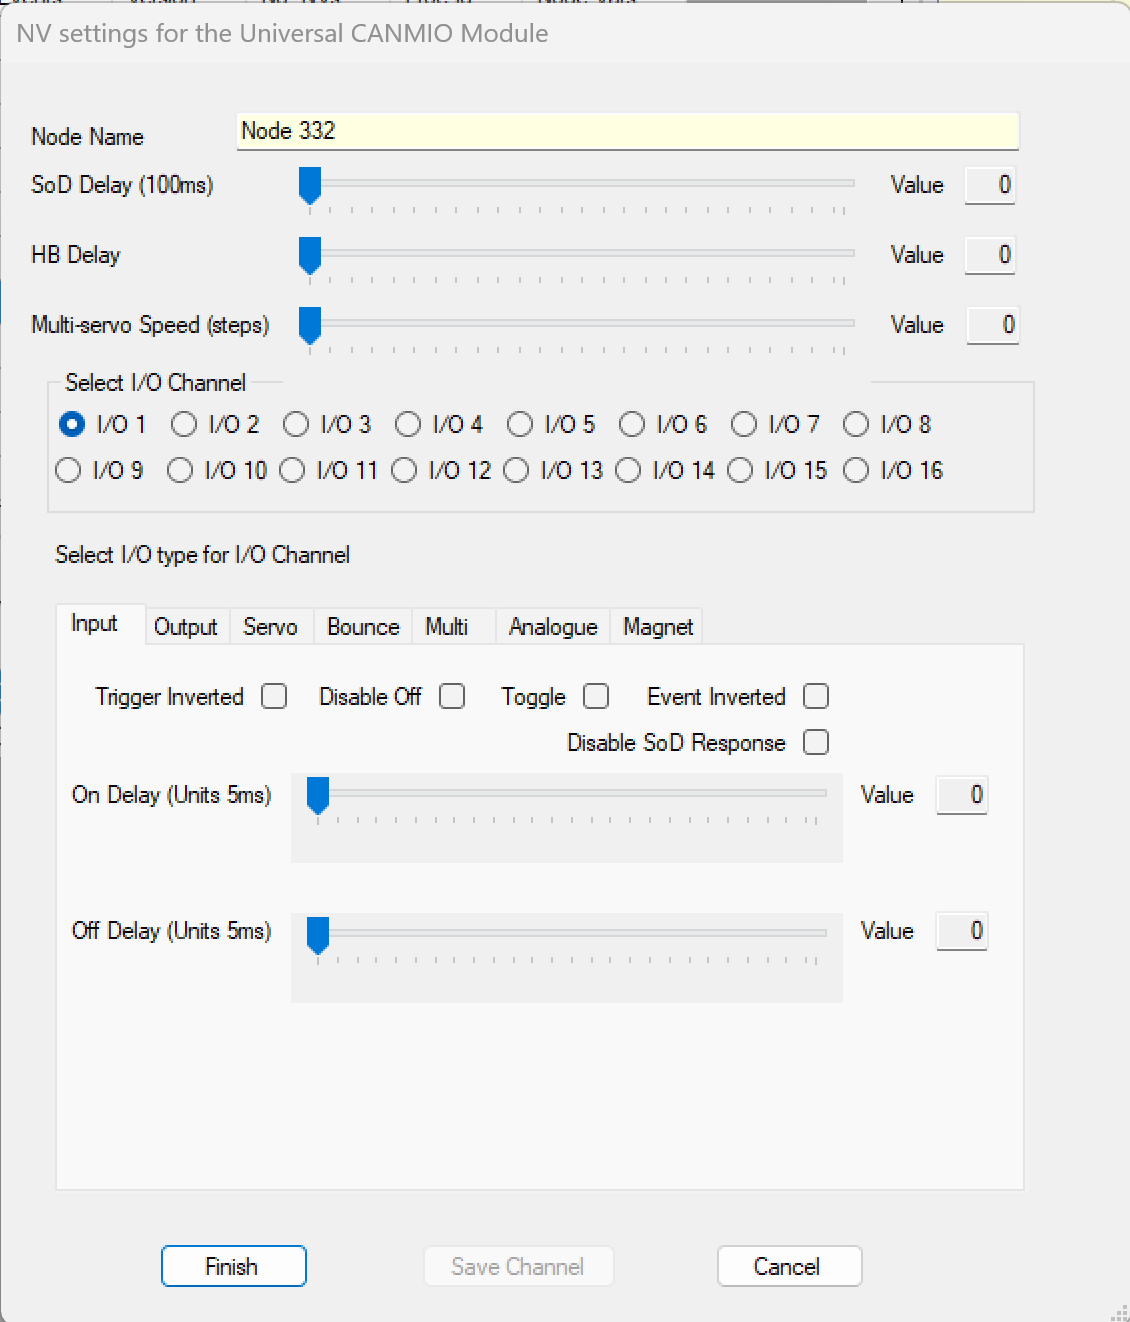 NV settings for the Universal CANMIO Module
Node Name Node 332
SoD Delay (100ms) Value 0
HB Delay Value 0
Multi-servo Speed (steps) Value 0
Select I/O Channel
I/O 1 I/O 2 I/O 3 I/O 4 I/O 5 I/O 6 I/O 7 I/O 8
I/O 9 I/O 10 I/O 11 I/O 12 I/O 13 I/O 14 I/O 15 I/O 16
Select I/O type for I/O Channel
Input Output Servo Bounce Multi Analogue Magnet
Trigger Inverted Disable Off Toggle Event Inverted
Disable SoD Response
On Delay (Units 5ms) Value 0
Off Delay (Units 5ms) Value 0
Finish Save Channel Cancel